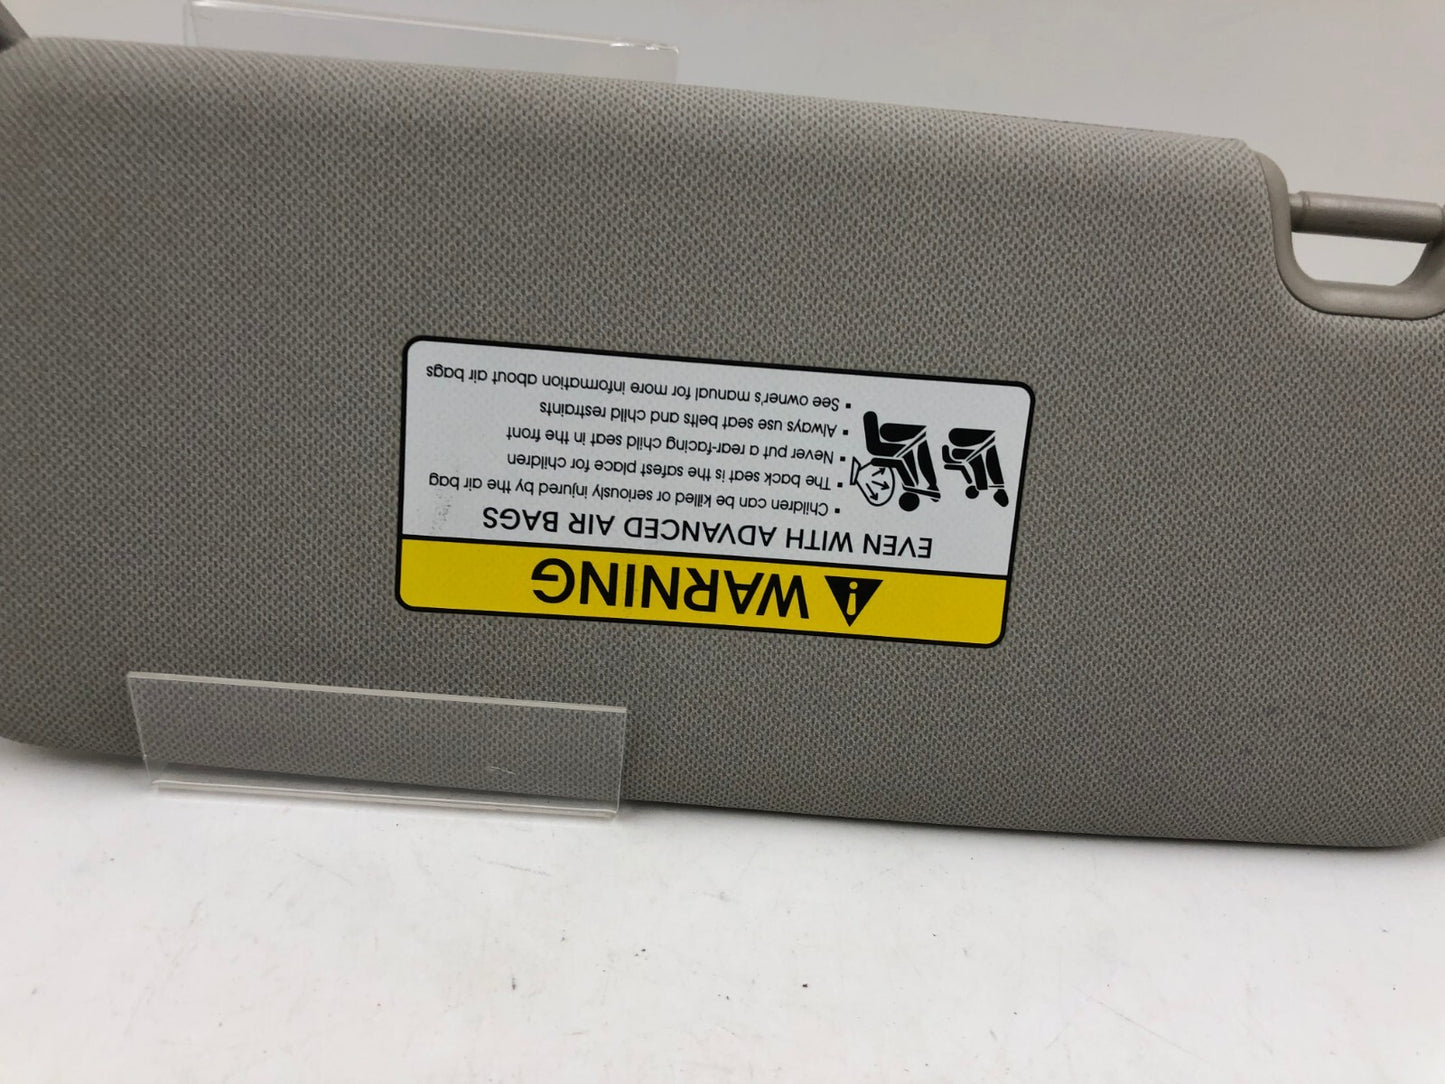 WARNING
EVEN WITH ADVANCED AIR BAGS
▪ Children can be killed or seriously injured by the air bag
▪ The back seat is the safest place for children
▪ Never put a rear-facing child seat in the front
▪ Always use seat belts and child restraints
▪ See owner's manual for more information about air bags